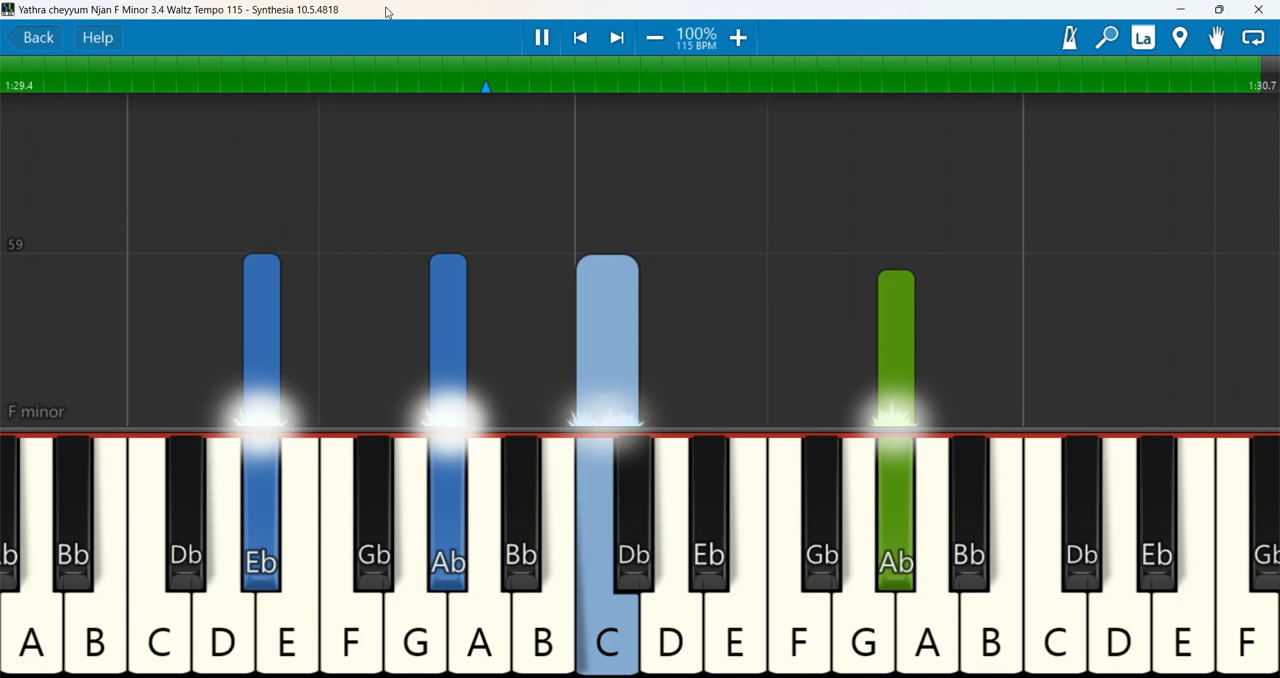 Yathra cheyyum Njan F Minor 3.4 Waltz Tempo 115 - Synthesia 10.5.4818
Back Help 100% La
115 BPM
1:29.4 1:30.7
59
F minor
b Bb Db Eb Gb Ab Bb Db Eb Gb Ab Bb Db Eb Gb
A B C D E F G A B C D E F G A B C D E F